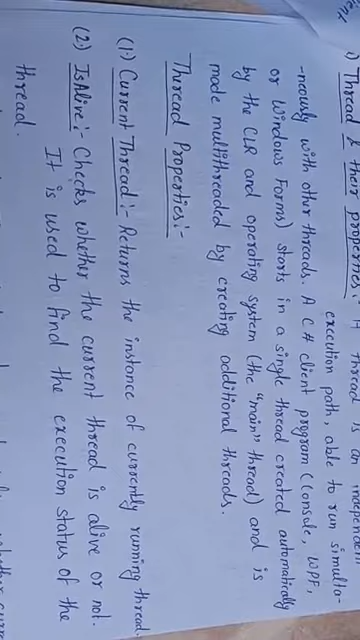 1) Thread & their Properties: A thread is an independent
execution path, able to run simulta-
-neously with other threads. A C# client program (Console, WPF,
or Windows Forms) starts in a single thread created automatically
by the CLR and operating system (the "main" thread) and is
made multithreaded by creating additional threads.
Thread Properties:-
(1) Current Thread:- Returns the instance of currently running thread.
(2) IsAlive:- Checks whether the current thread is alive or not.
It is used to find the execution status of the
thread.